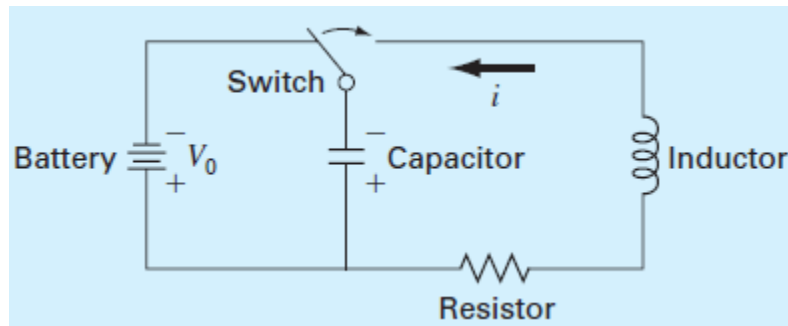 Switch
i
Battery
−
V0
+
−
Capacitor
+
Inductor
Resistor